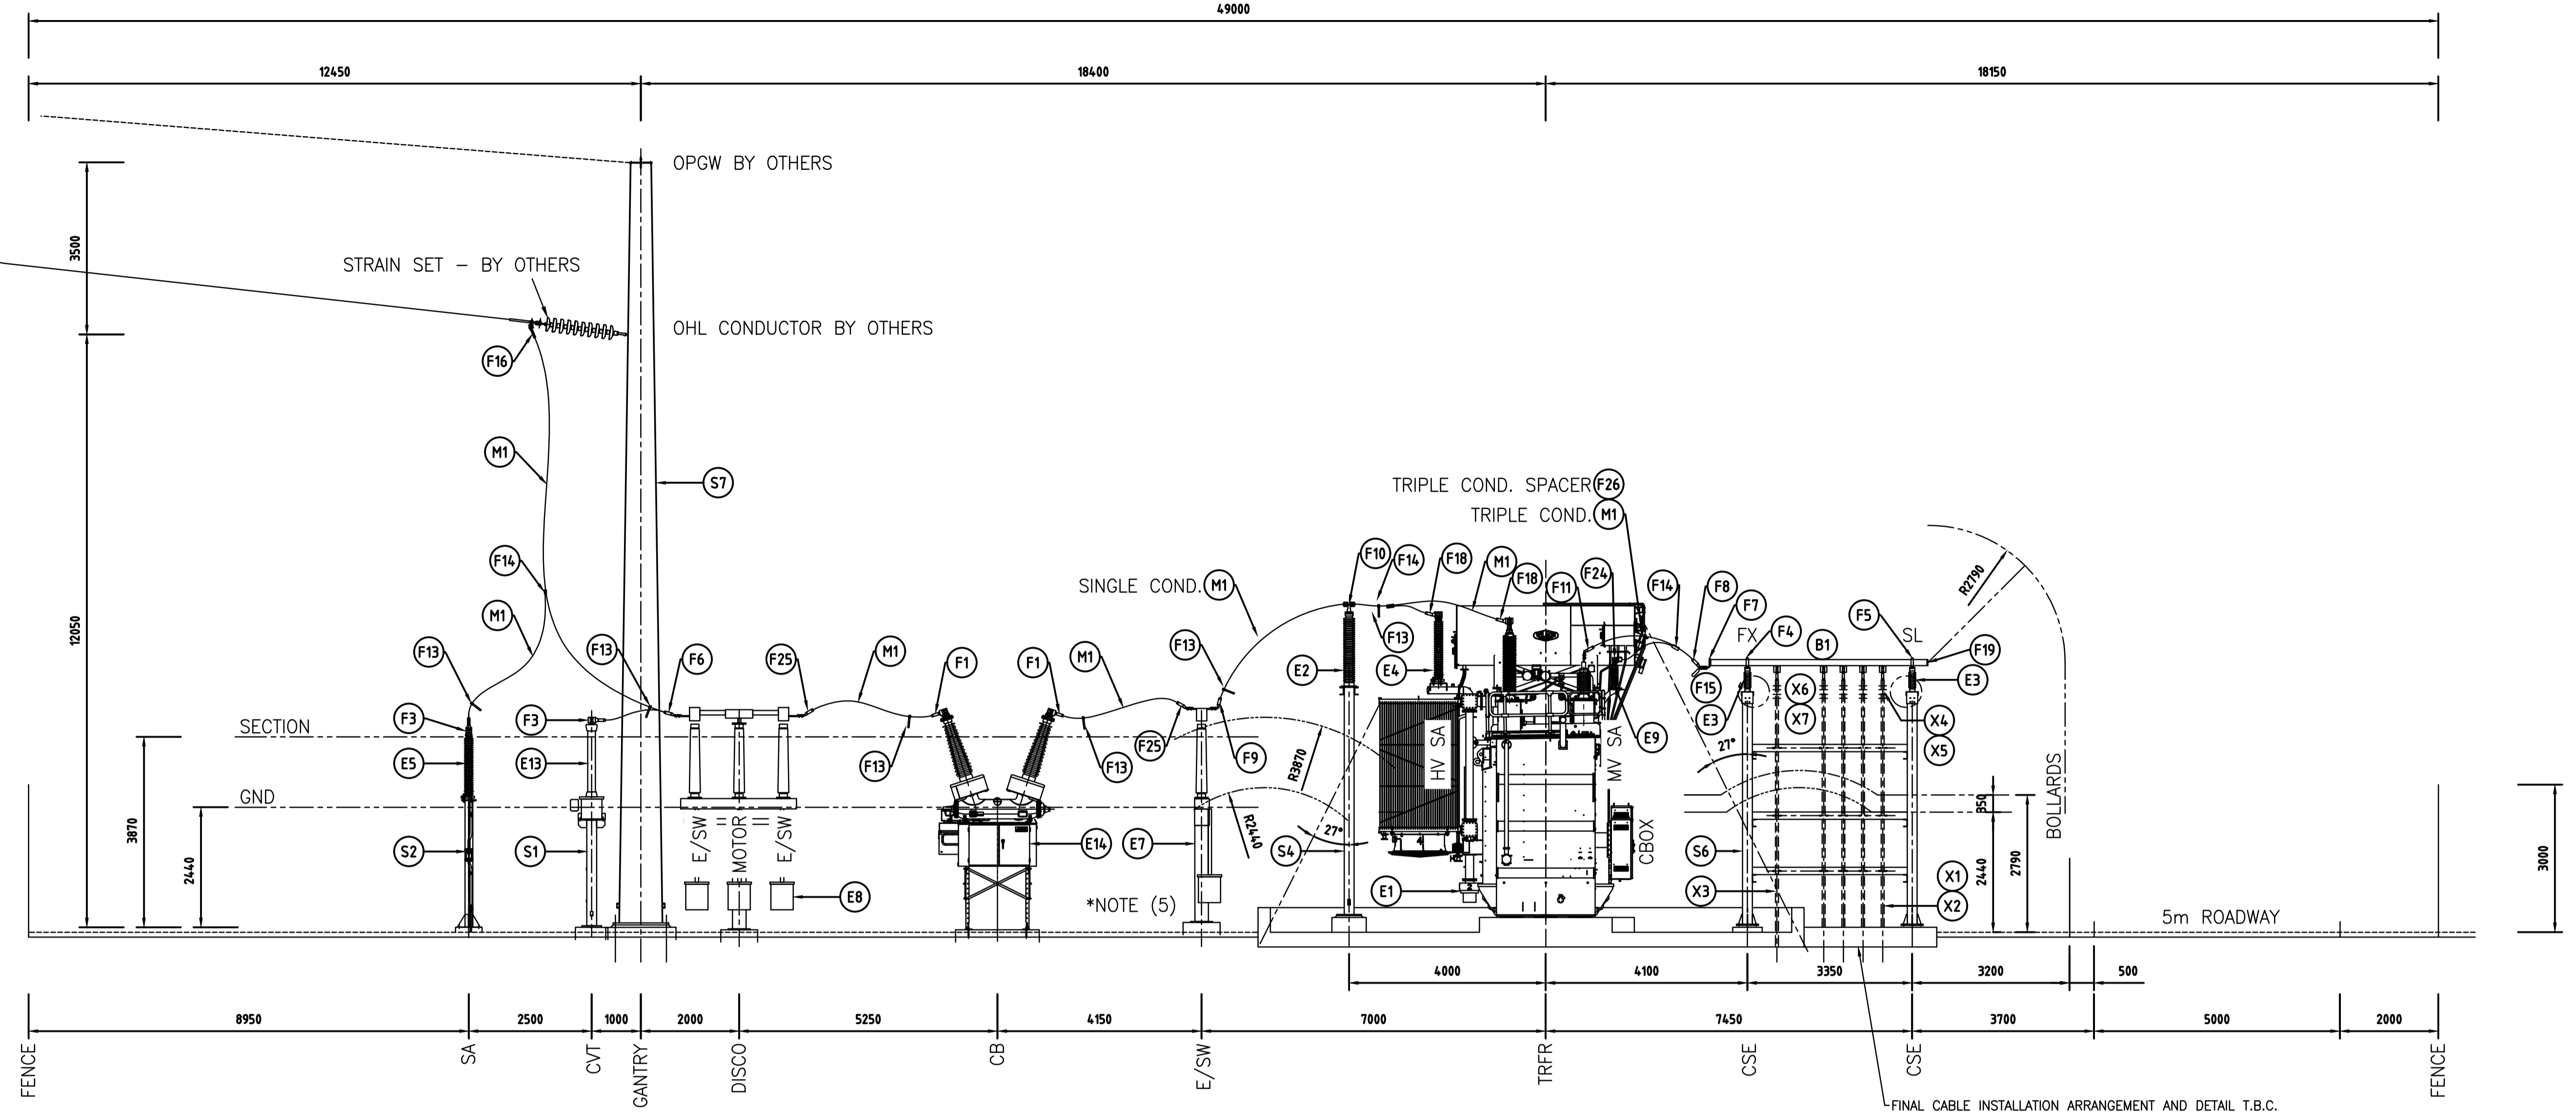 49000
12450
18400
18150
OPGW BY OTHERS
3500
STRAIN SET - BY OTHERS
OHL CONDUCTOR BY OTHERS
F16
M1
S7
12050
TRIPLE COND. SPACER F26
TRIPLE COND. M1
F14
M1
F13
F13
F6
F25
M1
F1
F1
M1
F13
SINGLE COND. M1
F10
F14
F18
M1
F18
F13
F11
F24
F14
F8
F7
FX
F4
B1
F5
SL
F19
R2790
E2
E4
F15
X6
X7
E3
E3
X4
X5
F3
F3
SECTION
E5
E13
F13
F13
F25
F9
R3870
HV SA
MV SA
E9
27°
GND
3870
2440
S2
S1
E/SW
MOTOR
E/SW
E8
E14
E7
R2440
27°
S4
4
CBOX
S6
350
2440
2790
BOLLARDS
3000
*NOTE (5)
E1
2
X3
X1
X2
5m ROADWAY
4000
4100
3350
3200
500
8950
2500
1000
2000
5250
4150
7000
7450
3700
5000
2000
FENCE
SA
CVT
GANTRY
DISCO
CB
E/SW
TRFR
CSE
CSE
FENCE
FINAL CABLE INSTALLATION ARRANGEMENT AND DETAIL T.B.C.